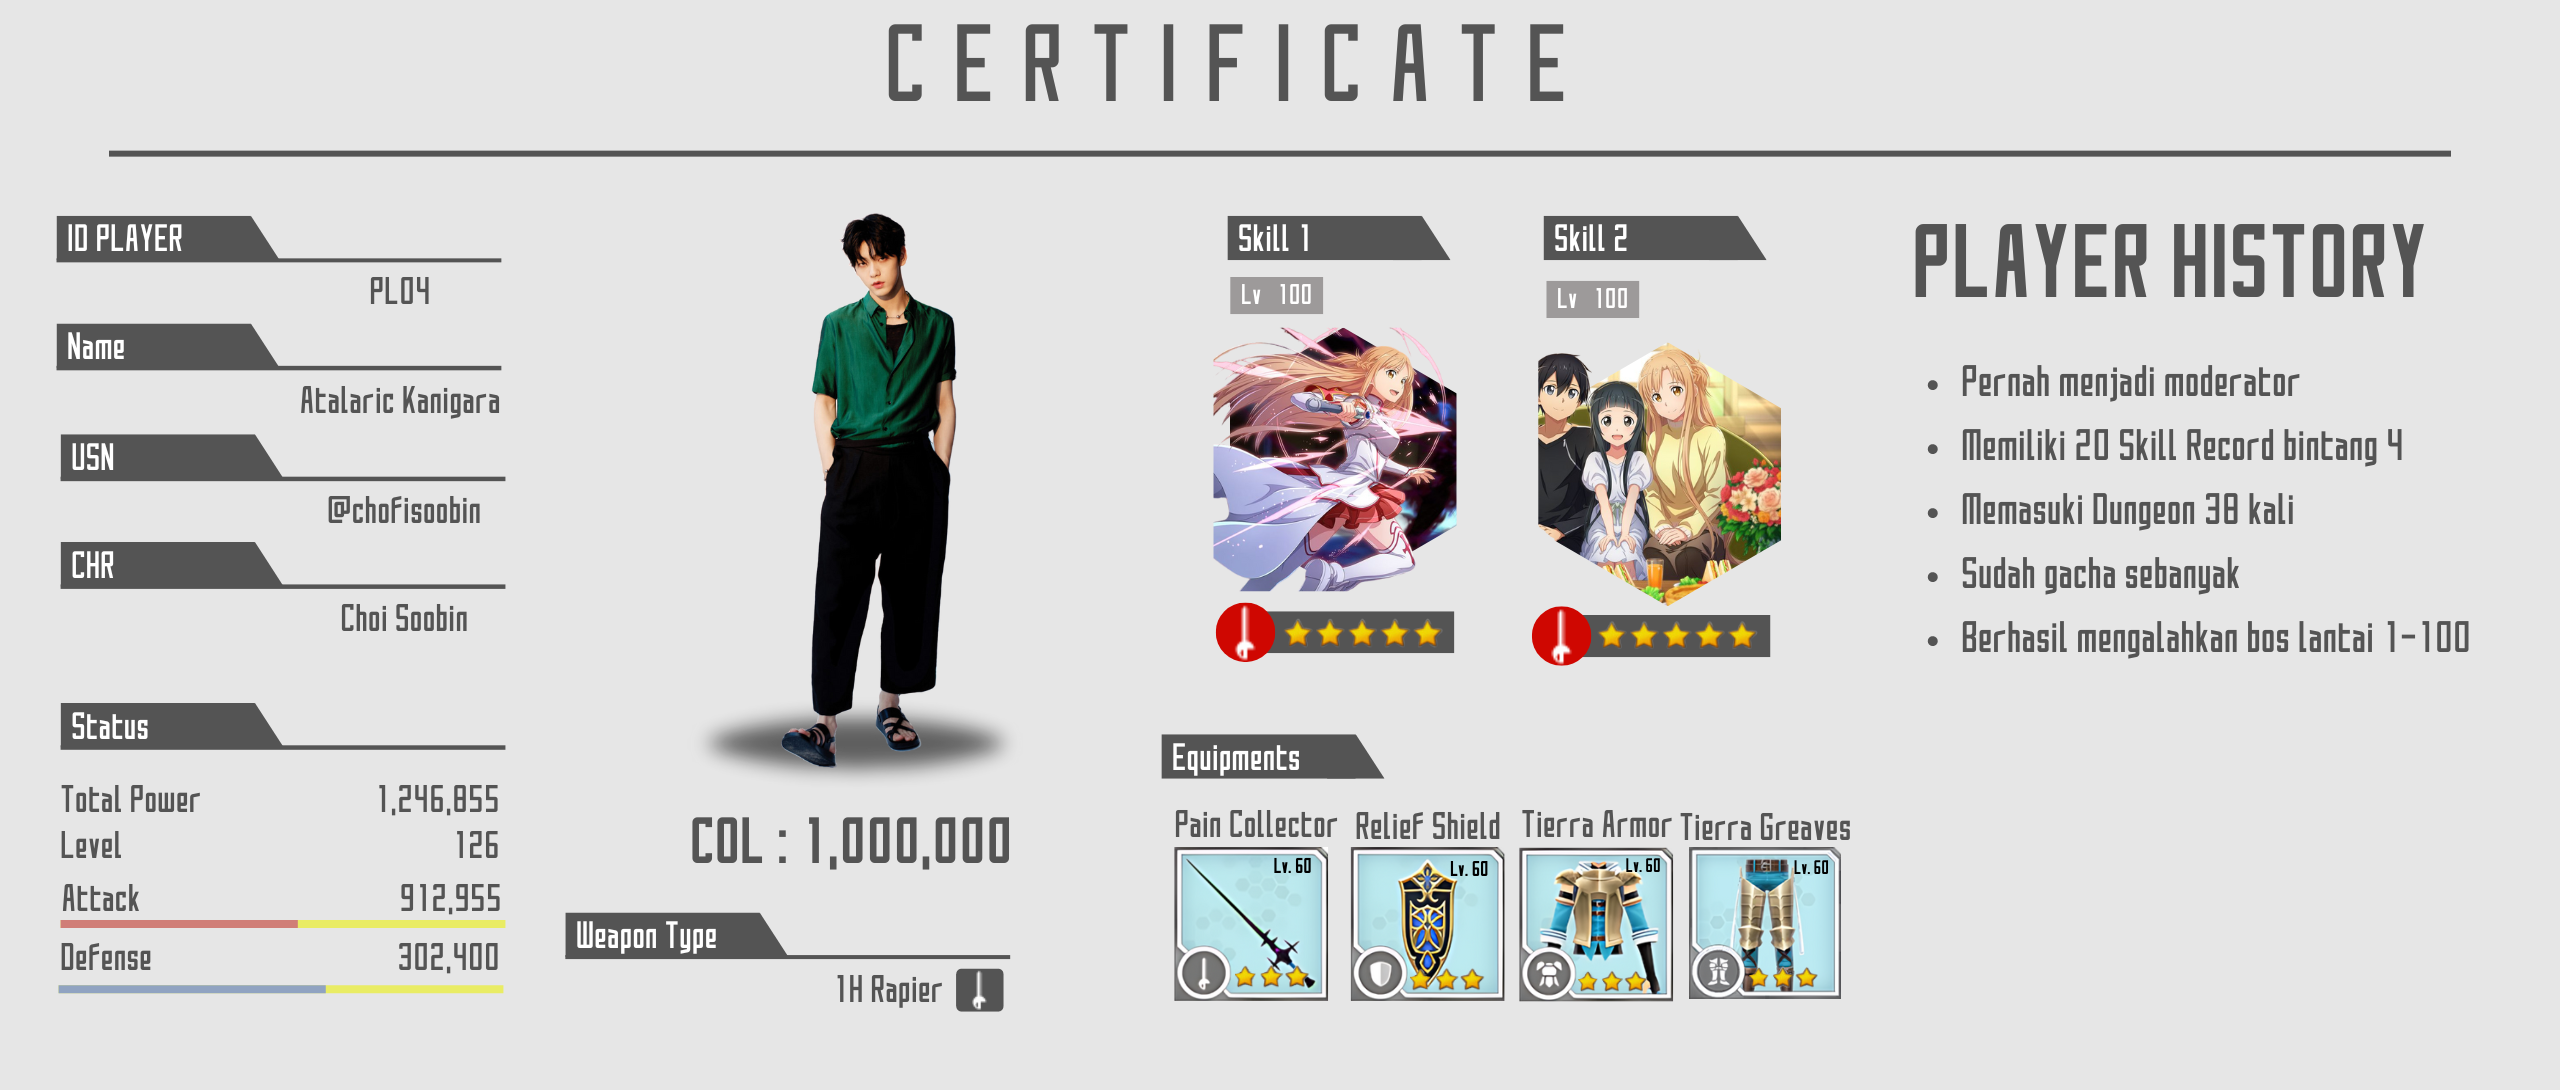 CERTIFICATE
ID PLAYER
PL04
Name
Atalaric Kanigara
USN
@chofisoobin
CHR
Choi Soobin
Status
Total Power 1,246,855
Level 126
Attack 912,955
Defense 302,400
COL : 1,000,000
Weapon Type
1H Rapier
Skill 1
Lv 100
Skill 2
Lv 100
Equipments
Pain Collector
Lv. 60
Relief Shield
Lv. 60
Tierra Armor
Lv. 60
Tierra Greaves
Lv. 60
PLAYER HISTORY
• Pernah menjadi moderator
• Memiliki 20 Skill Record bintang 4
• Memasuki Dungeon 38 kali
• Sudah gacha sebanyak
• Berhasil mengalahkan bos lantai 1-100